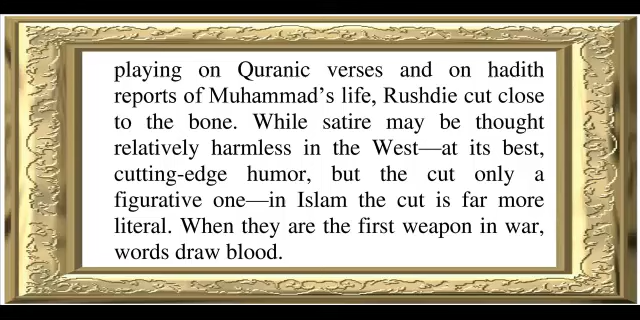 playing on Quranic verses and on hadith
reports of Muhammad’s life, Rushdie cut close
to the bone. While satire may be thought
relatively harmless in the West—at its best,
cutting-edge humor, but the cut only a
figurative one—in Islam the cut is far more
literal. When they are the first weapon in war,
words draw blood.